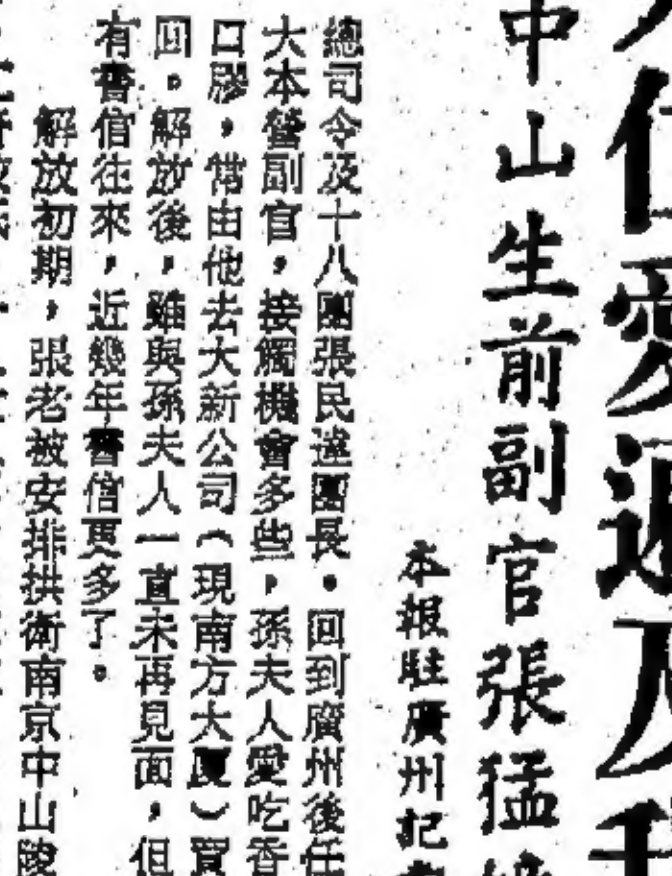 仁愛遍及
中山生前副官張猛
本報駐廣州記
總司令及十八團張民達團長。回到廣州後任
大本營副官,接觸機會多些,孫夫人愛吃香
口膠,常由他去大新公司(現南方大廈)買
回。解放後,雖與孫夫人一直未再見面,但
有書信往來,近幾年書信更多了。
解放初期,張老被安排拱衛南京中山陵